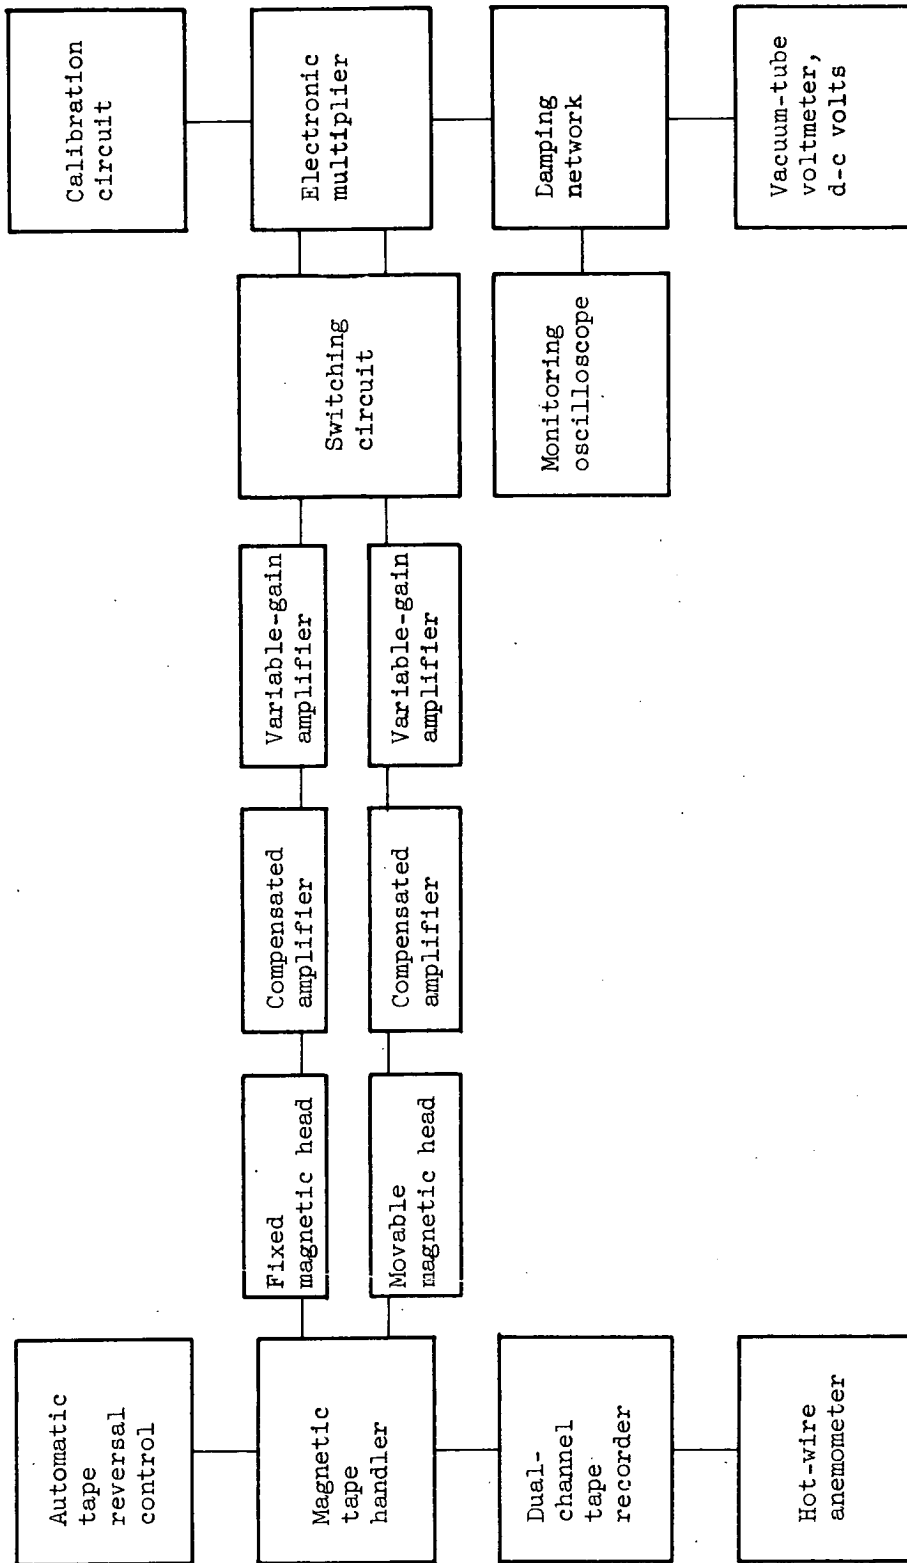 Automatic
tape
reversal
control
Magnetic
tape
handler
Dual-
channel
tape
recorder
Hot-wire
anemometer
Fixed
magnetic head
Movable
magnetic head
Compensated
amplifier
Compensated
amplifier
Variable-gain
amplifier
Variable-gain
amplifier
Switching
circuit
Monitoring
oscilloscope
Calibration
circuit
Electronic
multiplier
Damping
network
Vacuum-tube
voltmeter,
d-c volts